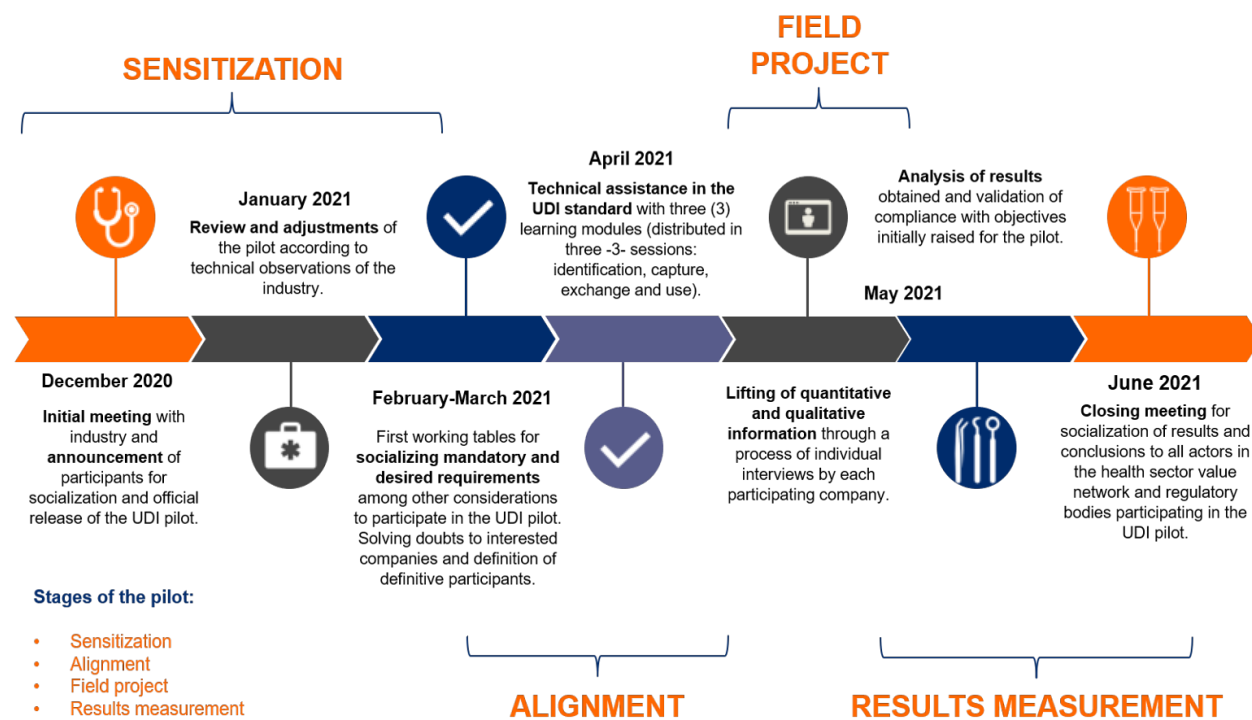 SENSITIZATION
FIELD
PROJECT
December 2020
Initial meeting with
industry and
announcement of
participants for
socialization and official
release of the UDI pilot.
January 2021
Review and adjustments of
the pilot according to
technical observations of the
industry.
February-March 2021
First working tables for
socializing mandatory and
desired requirements
among other considerations
to participate in the UDI pilot.
Solving doubts to interested
companies and definition of
definitive participants.
April 2021
Technical assistance in the
UDI standard with three (3)
learning modules (distributed in
three -3- sessions:
identification, capture,
exchange and use).
Lifting of quantitative
and qualitative
information through a
process of individual
interviews by each
participating company.
May 2021
Analysis of results
obtained and validation of
compliance with objectives
initially raised for the pilot.
June 2021
Closing meeting for
socialization of results and
conclusions to all actors in
the health sector value
network and regulatory
bodies participating in the
UDI pilot.
Stages of the pilot:
• Sensitization
• Alignment
• Field project
• Results measurement
ALIGNMENT
RESULTS MEASUREMENT